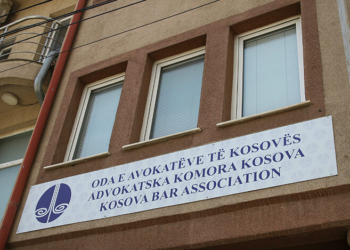 ODA E AVOKATËVE TË KOSOVËS
ADVOKATSKA KOMORA KOSOVA
KOSOVA BAR ASSOCIATION